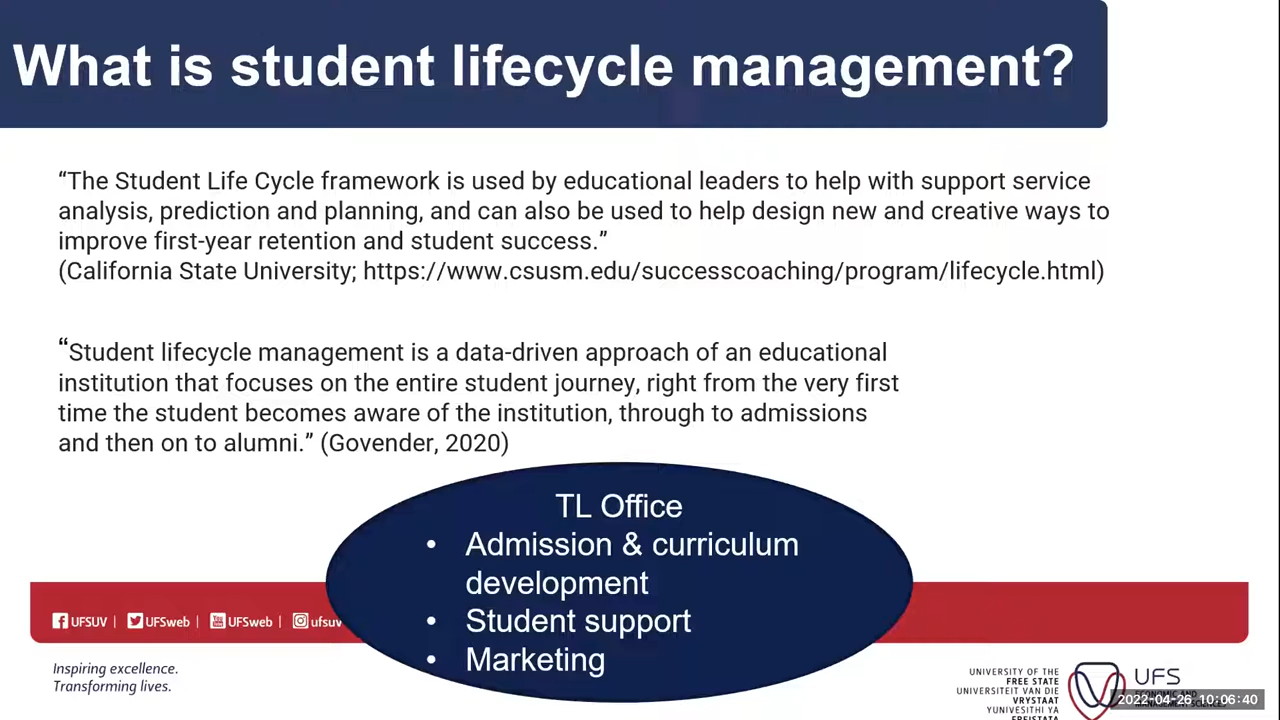 What is student lifecycle management?
“The Student Life Cycle framework is used by educational leaders to help with support service
analysis, prediction and planning, and can also be used to help design new and creative ways to
improve first-year retention and student success.”
(California State University; https://www.csusm.edu/successcoaching/program/lifecycle.html)
“Student lifecycle management is a data-driven approach of an educational
institution that focuses on the entire student journey, right from the very first
time the student becomes aware of the institution, through to admissions
and then on to alumni.” (Govender, 2020)
TL Office
• Admission & curriculum
development
• Student support
• Marketing
UFSUV | UFSweb | UFSweb | ufsuv
Inspiring excellence.
Transforming lives.
UNIVERSITY OF THE
FREE STATE
UNIVERSITEIT VAN DIE
VRYSTAAT
YUNIVESITHI YA
FREISTATA
UFS
ECONOMIC AND
MANAGEMENT SCIENCES
2022-04-26 10:06:40